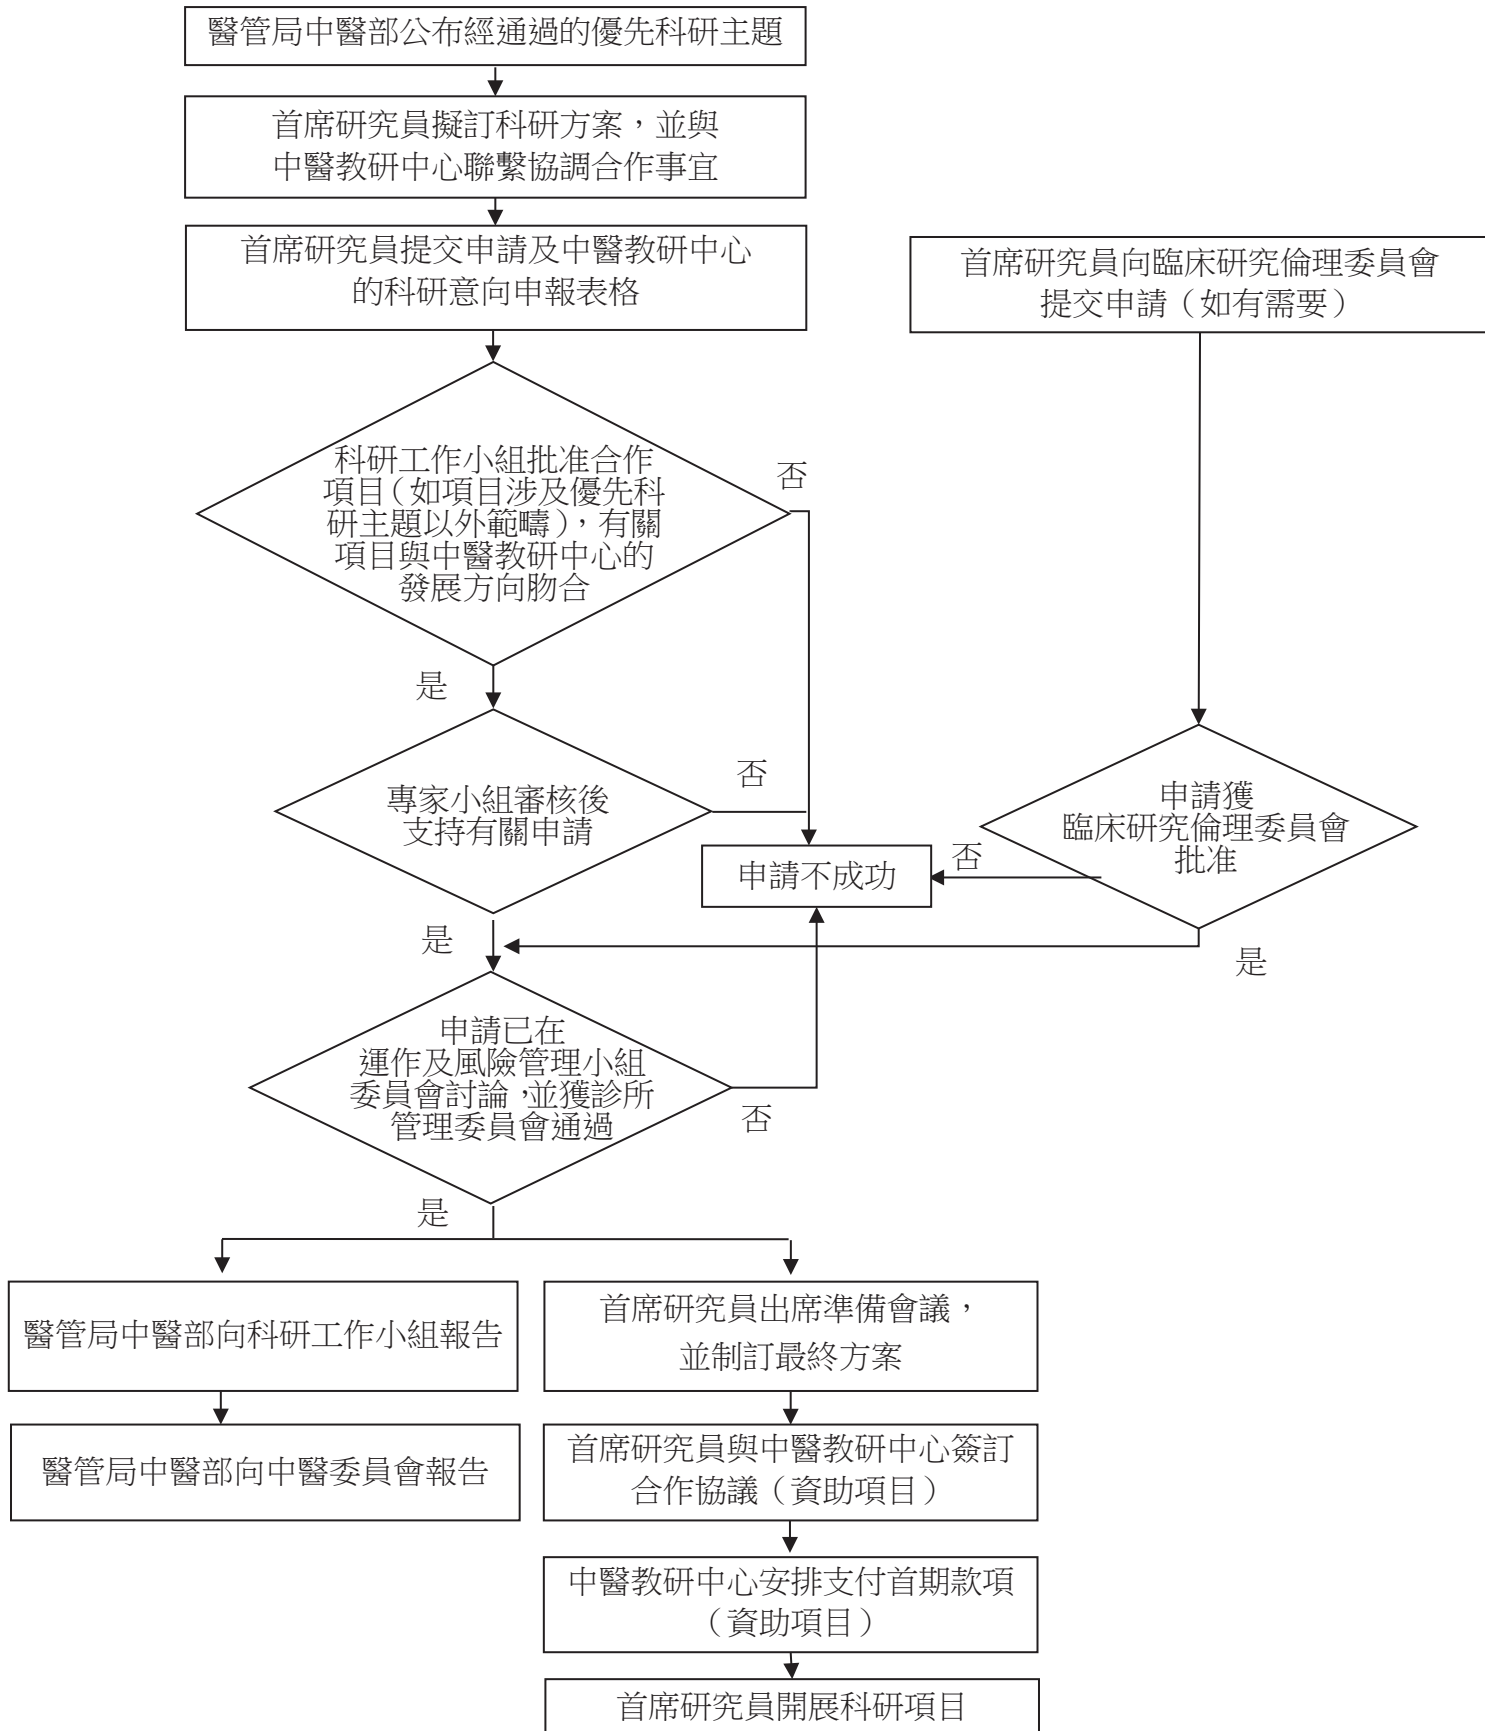 醫管局中醫部公布經通過的優先科研主題
首席研究員擬訂科研方案，並與
中醫教研中心聯繫協調合作事宜
首席研究員提交申請及中醫教研中心
的科研意向申報表格
首席研究員向臨床研究倫理委員會
提交申請（如有需要）
科研工作小組批准合作
項目（如項目涉及優先科
研主題以外範疇），有關
項目與中醫教研中心的
發展方向脗合
否
是
專家小組審核後
支持有關申請
否
申請獲
臨床研究倫理委員會
批准
否
申請不成功
是
是
申請已在
運作及風險管理小組
委員會討論，並獲診所
管理委員會通過
否
是
醫管局中醫部向科研工作小組報告
首席研究員出席準備會議，
並制訂最終方案
醫管局中醫部向中醫委員會報告
首席研究員與中醫教研中心簽訂
合作協議（資助項目）
中醫教研中心安排支付首期款項
（資助項目）
首席研究員開展科研項目